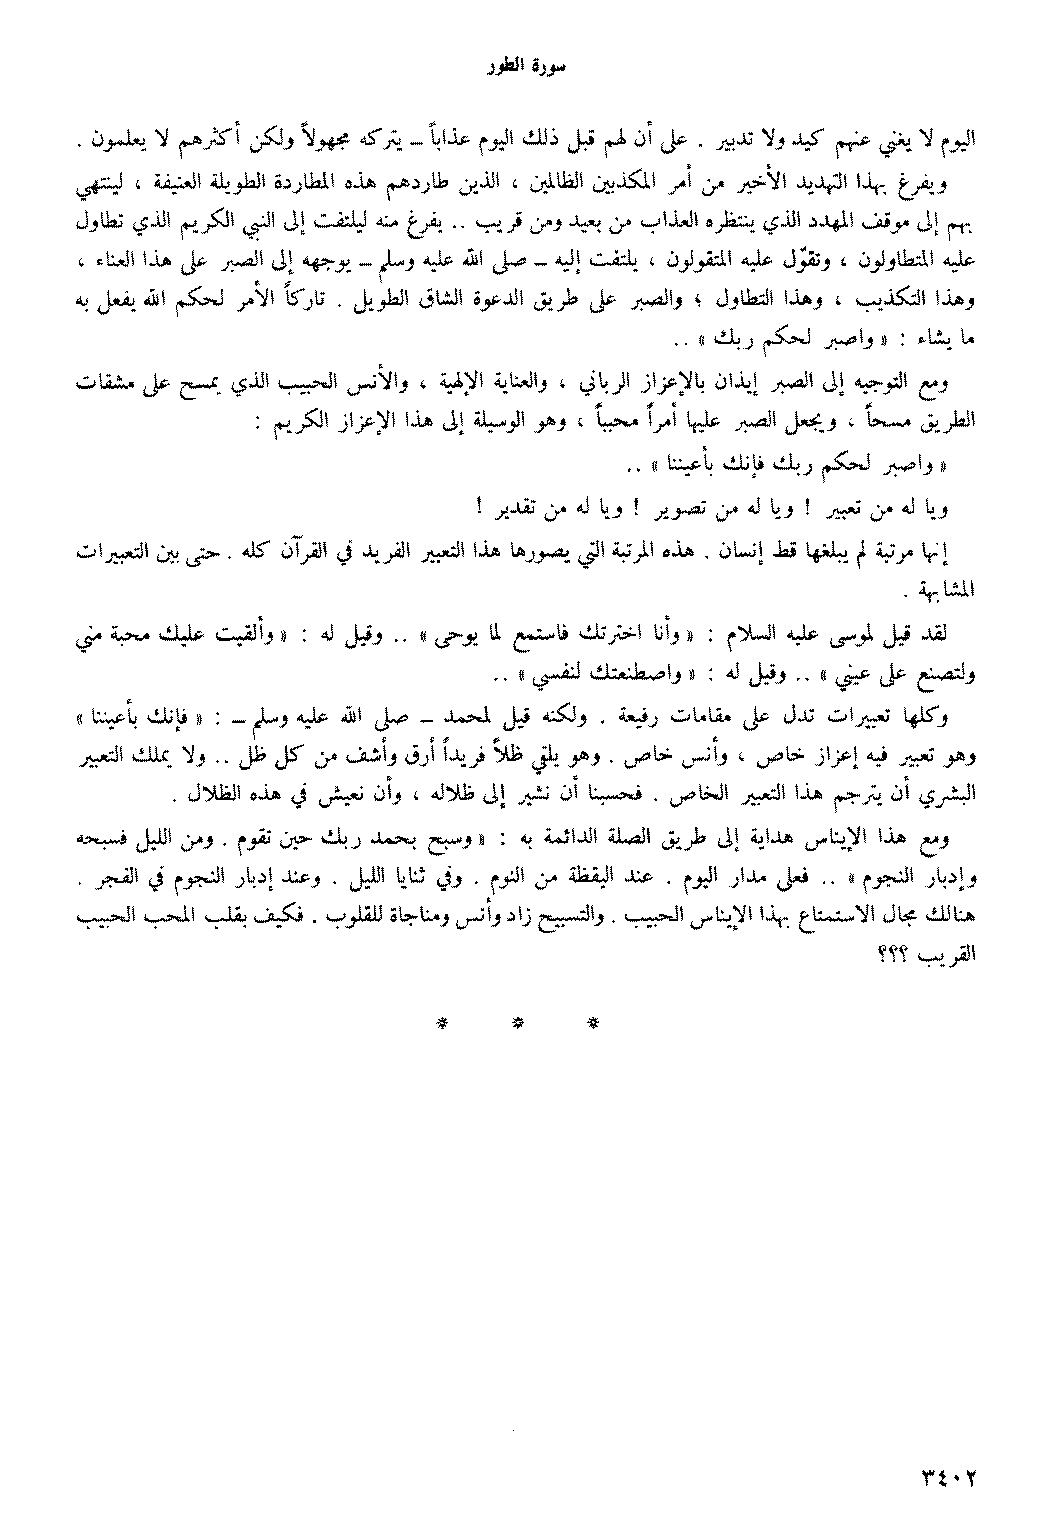 سورة الطور
اليوم لا يغني عنهم كيد ولا تدبير . على أن لهم قبل ذلك اليوم عذاباً – يتركه مجهولاً ولكن أكثرهم لا يعلمون .
ويفرغ بهذا التهديد الأخير من أمر المكذبين الظالمين ، الذين طاردهم هذه المطاردة الطويلة العنيفة ، لينتهي
بهم إلى موقف المهدد الذي ينتظره العذاب من بعيد ومن قريب .. يفرغ منه ليلتفت إلى النبي الكريم الذي تطاول
عليه المتطاولون ، وتقوّل عليه المتقولون ، يلتفت إليه – صلى الله عليه وسلم – يوجهه إلى الصبر على هذا العناء ،
وهذا التكذيب ، وهذا التطاول ؛ والصبر على طريق الدعوة الشاق الطويل . تاركاً الأمر لحكم الله يفعل به
ما يشاء : « واصبر لحكم ربك » ..
ومع التوجيه إلى الصبر إيذان بالإعزاز الرباني ، والعناية الإلهية ، والأنس الحبيب الذي يمسح على مشقات
الطريق مسحاً ، ويجعل الصبر عليها أمراً محبباً ، وهو الوسيلة إلى هذا الإعزاز الكريم :
« واصبر لحكم ربك فإنك بأعيننا » ..
ويا له من تعبير ! ويا له من تصوير ! ويا له من تقدير !
إنها مرتبة لم يبلغها قط إنسان . هذه المرتبة التي يصورها هذا التعبير الفريد في القرآن كله . حتى بين التعبيرات
المشابهة .
لقد قيل لموسى عليه السلام : « وأنا اخترتك فاستمع لما يوحى » .. وقيل له : « وألقيت عليك محبة مني
ولتصنع على عيني » .. وقيل له : « واصطنعتك لنفسي » ..
وكلها تعبيرات تدل على مقامات رفيعة . ولكنه قيل لمحمد – صلى الله عليه وسلم – : « فإنك بأعيننا »
وهو تعبير فيه إعزاز خاص ، وأنس خاص . وهو يلقي ظلاً فريداً أرق وأشف من كل ظل .. ولا يملك التعبير
البشري أن يترجم هذا التعبير الخاص . فحسبنا أن نشير إلى ظلاله ، وأن نعيش في هذه الظلال .
ومع هذا الإيناس هداية إلى طريق الصلة الدائمة به : « وسبح بحمد ربك حين تقوم . ومن الليل فسبحه
وإدبار النجوم » .. فعلى مدار اليوم . عند اليقظة من النوم . وفي ثنايا الليل . وعند إدبار النجوم في الفجر .
هنالك مجال الاستمتاع بهذا الإيناس الحبيب . والتسبيح زاد وأنس ومناجاة للقلوب . فكيف بقلب المحب الحبيب
القريب ؟؟؟
* * *
٣٤٠٢